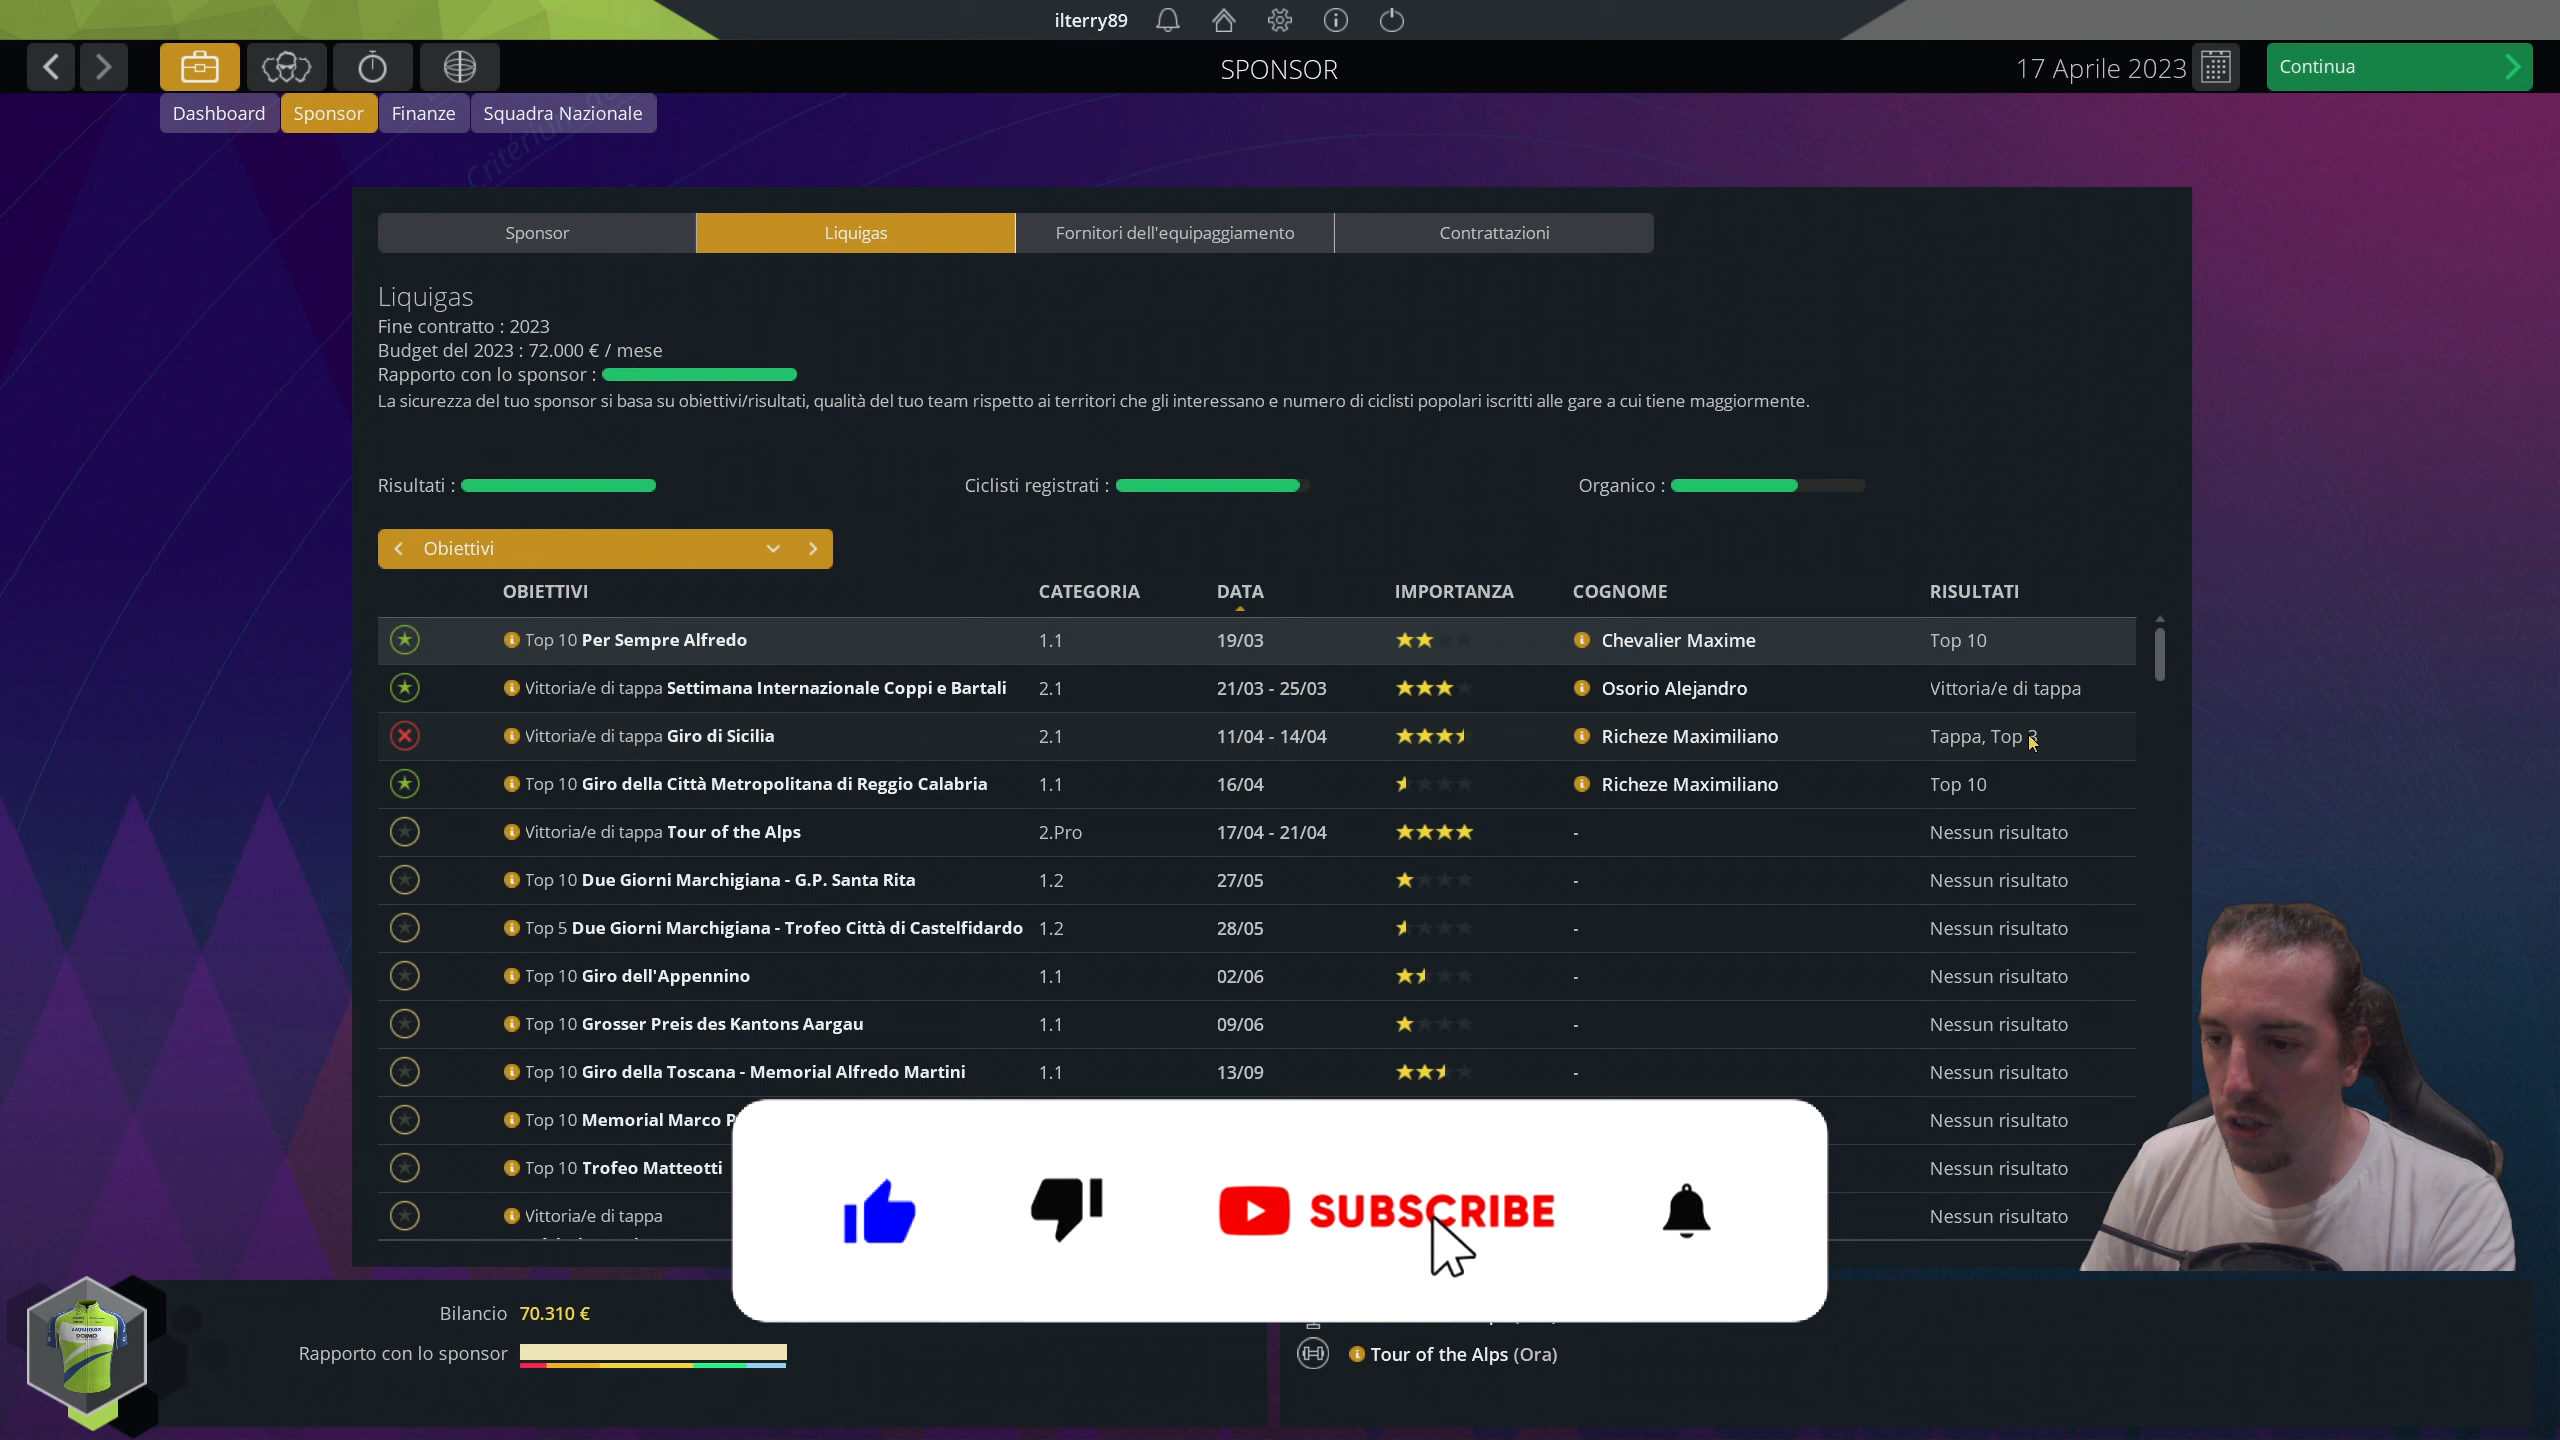 ilterry89
SPONSOR
17 Aprile 2023
Continua
Dashboard Sponsor Finanze Squadra Nazionale
Sponsor Liquigas Fornitori dell'equipaggiamento Contrattazioni
Liquigas
Fine contratto : 2023
Budget del 2023 : 72.000 € / mese
Rapporto con lo sponsor :
La sicurezza del tuo sponsor si basa su obiettivi/risultati, qualità del tuo team rispetto ai territori che gli interessano e numero di ciclisti popolari iscritti alle gare a cui tiene maggiormente.
Risultati : Ciclisti registrati : Organico :
Obiettivi
OBIETTIVI CATEGORIA DATA IMPORTANZA COGNOME RISULTATI
Top 10 Per Sempre Alfredo 1.1 19/03 Chevalier Maxime Top 10
Vittoria/e di tappa Settimana Internazionale Coppi e Bartali 2.1 21/03 - 25/03 Osorio Alejandro Vittoria/e di tappa
Vittoria/e di tappa Giro di Sicilia 2.1 11/04 - 14/04 Richeze Maximiliano Tappa, Top 3
Top 10 Giro della Città Metropolitana di Reggio Calabria 1.1 16/04 Richeze Maximiliano Top 10
Vittoria/e di tappa Tour of the Alps 2.Pro 17/04 - 21/04 - Nessun risultato
Top 10 Due Giorni Marchigiana - G.P. Santa Rita 1.2 27/05 - Nessun risultato
Top 5 Due Giorni Marchigiana - Trofeo Città di Castelfidardo 1.2 28/05 - Nessun risultato
Top 10 Giro dell'Appennino 1.1 02/06 - Nessun risultato
Top 10 Grosser Preis des Kantons Aargau 1.1 09/06 - Nessun risultato
Top 10 Giro della Toscana - Memorial Alfredo Martini 1.1 13/09 - Nessun risultato
Top 10 Memorial Marco Nessun risultato
Top 10 Trofeo Matteotti Nessun risultato
Vittoria/e di tappa Nessun risultato
SUBSCRIBE
Bilancio 70.310 €
Rapporto con lo sponsor
Tour of the Alps (Ora)
LIQUIGAS
DOIMO